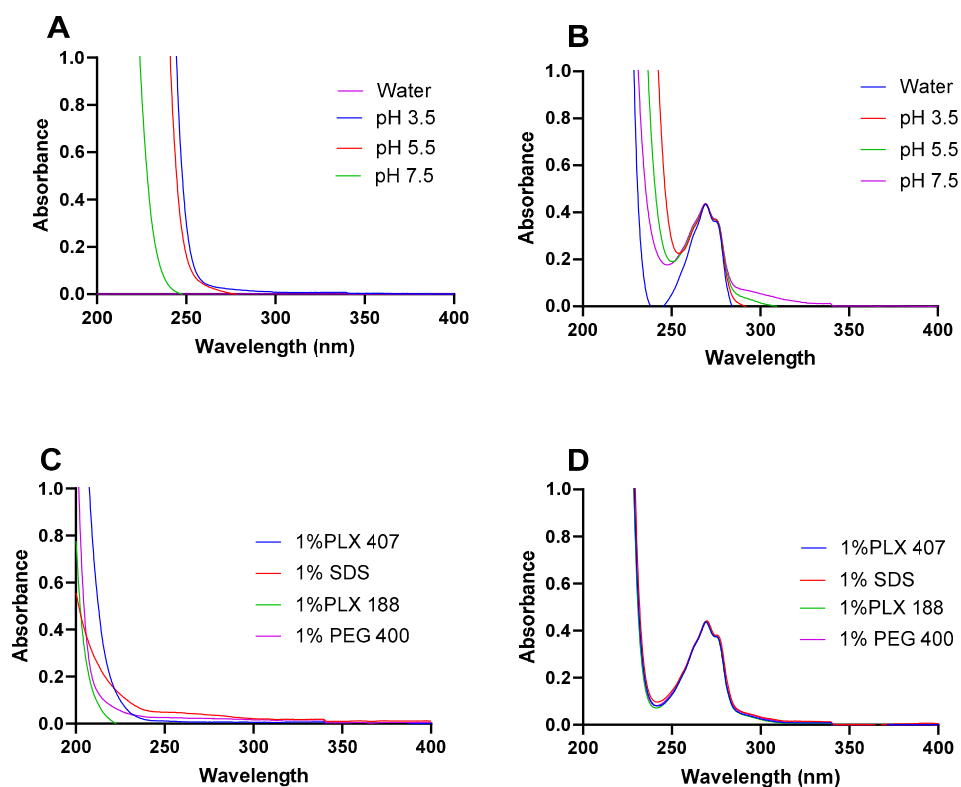 A
1.0
0.8
0.6
0.4
0.2
0.0
Absorbance
200
250
300
350
400
Wavelength (nm)
Water
pH 3.5
pH 5.5
pH 7.5
B
1.0
0.8
0.6
0.4
0.2
0.0
Absorbance
200
250
300
350
400
Wavelength
Water
pH 3.5
pH 5.5
pH 7.5
C
1.0
0.8
0.6
0.4
0.2
0.0
Absorbance
200
250
300
350
400
Wavelength
1%PLX 407
1% SDS
1%PLX 188
1% PEG 400
D
1.0
0.8
0.6
0.4
0.2
0.0
Absorbance
200
250
300
350
400
Wavelength (nm)
1%PLX 407
1% SDS
1%PLX 188
1% PEG 400